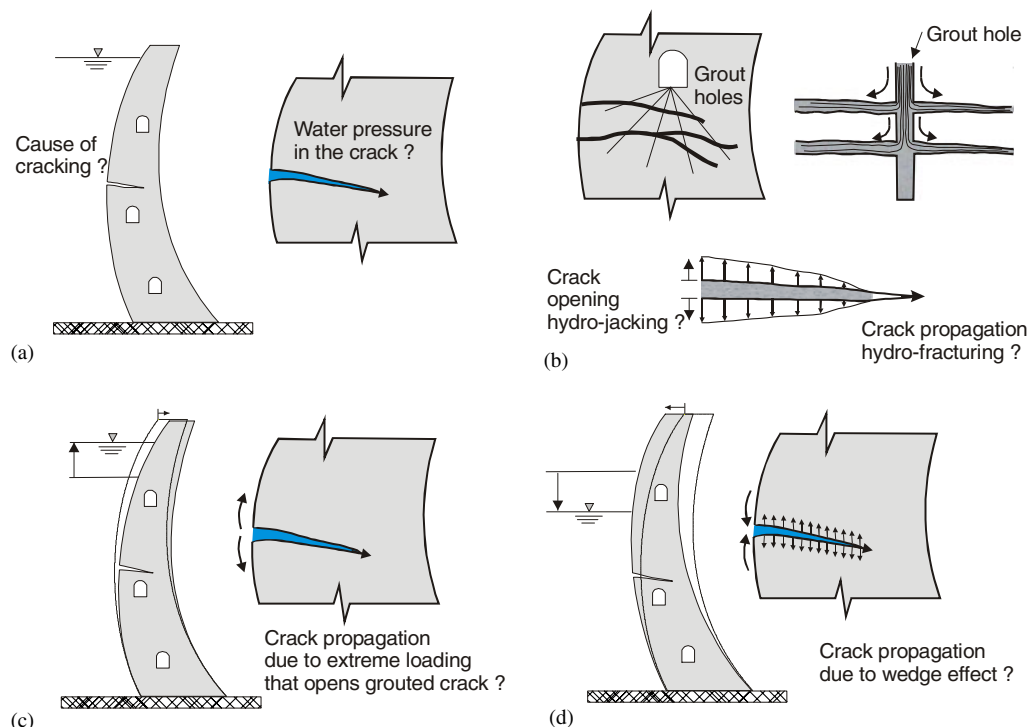 Cause of
cracking ?
Water pressure
in the crack ?
(a)
Grout
holes
Grout hole
Crack
opening
hydro-jacking ?
Crack propagation
hydro-fracturing ?
(b)
Crack propagation
due to extreme loading
that opens grouted crack ?
(c)
Crack propagation
due to wedge effect ?
(d)